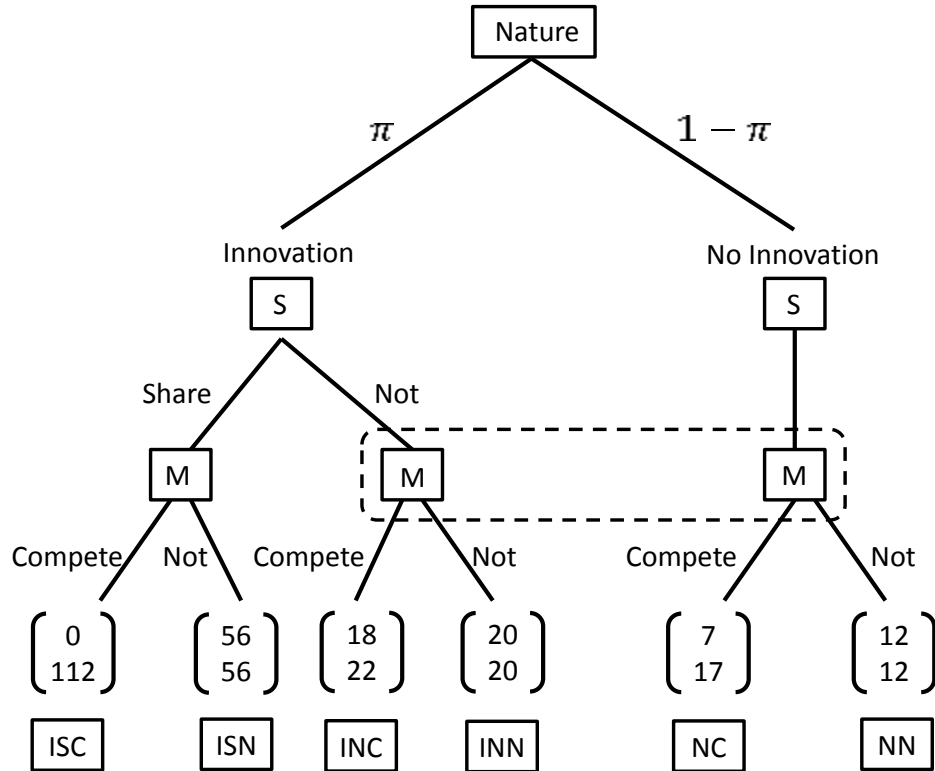 Nature
π 1 − π
Innovation No Innovation
S S
Share Not
M M M
Compete Not Compete Not Compete Not
0 56 18 20 7 12
112 56 22 20 17 12
ISC ISN INC INN NC NN